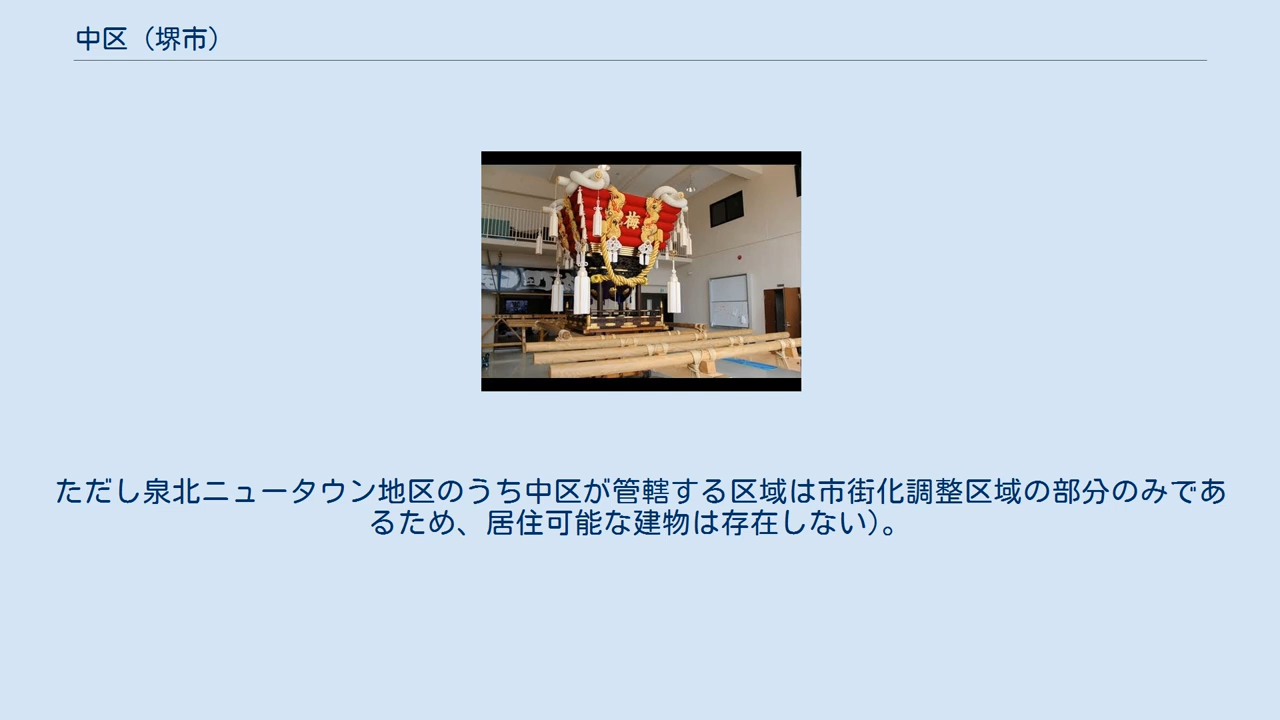 中区（堺市）
梅
ただし泉北ニュータウン地区のうち中区が管轄する区域は市街化調整区域の部分のみであ
るため、居住可能な建物は存在しない）。